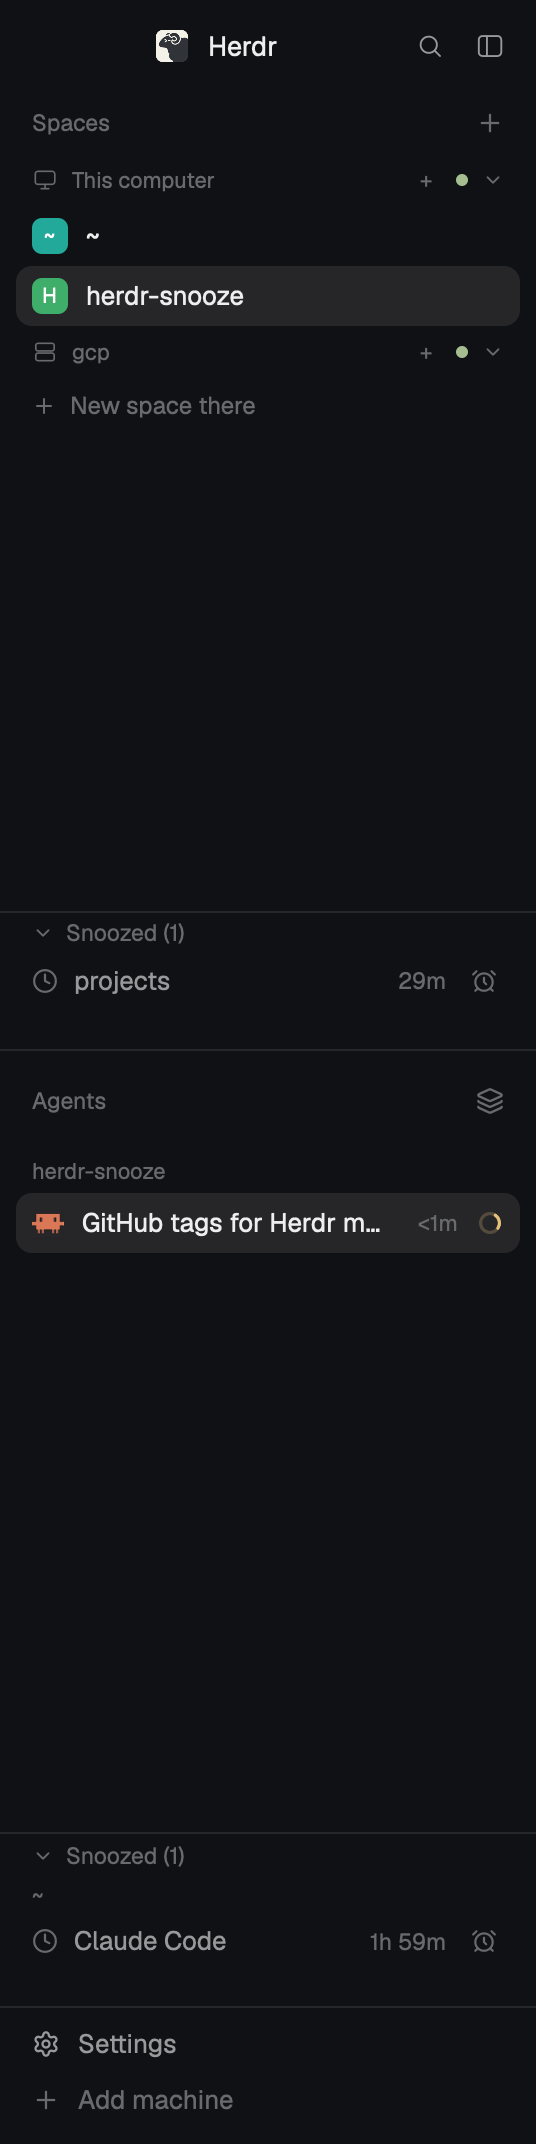 Herdr
Spaces
This computer
~ ~
H herdr-snooze
gcp
New space there
Snoozed (1)
projects 29m
Agents
herdr-snooze
GitHub tags for Herdr m... <1m
Snoozed (1)
~
Claude Code 1h 59m
Settings
Add machine